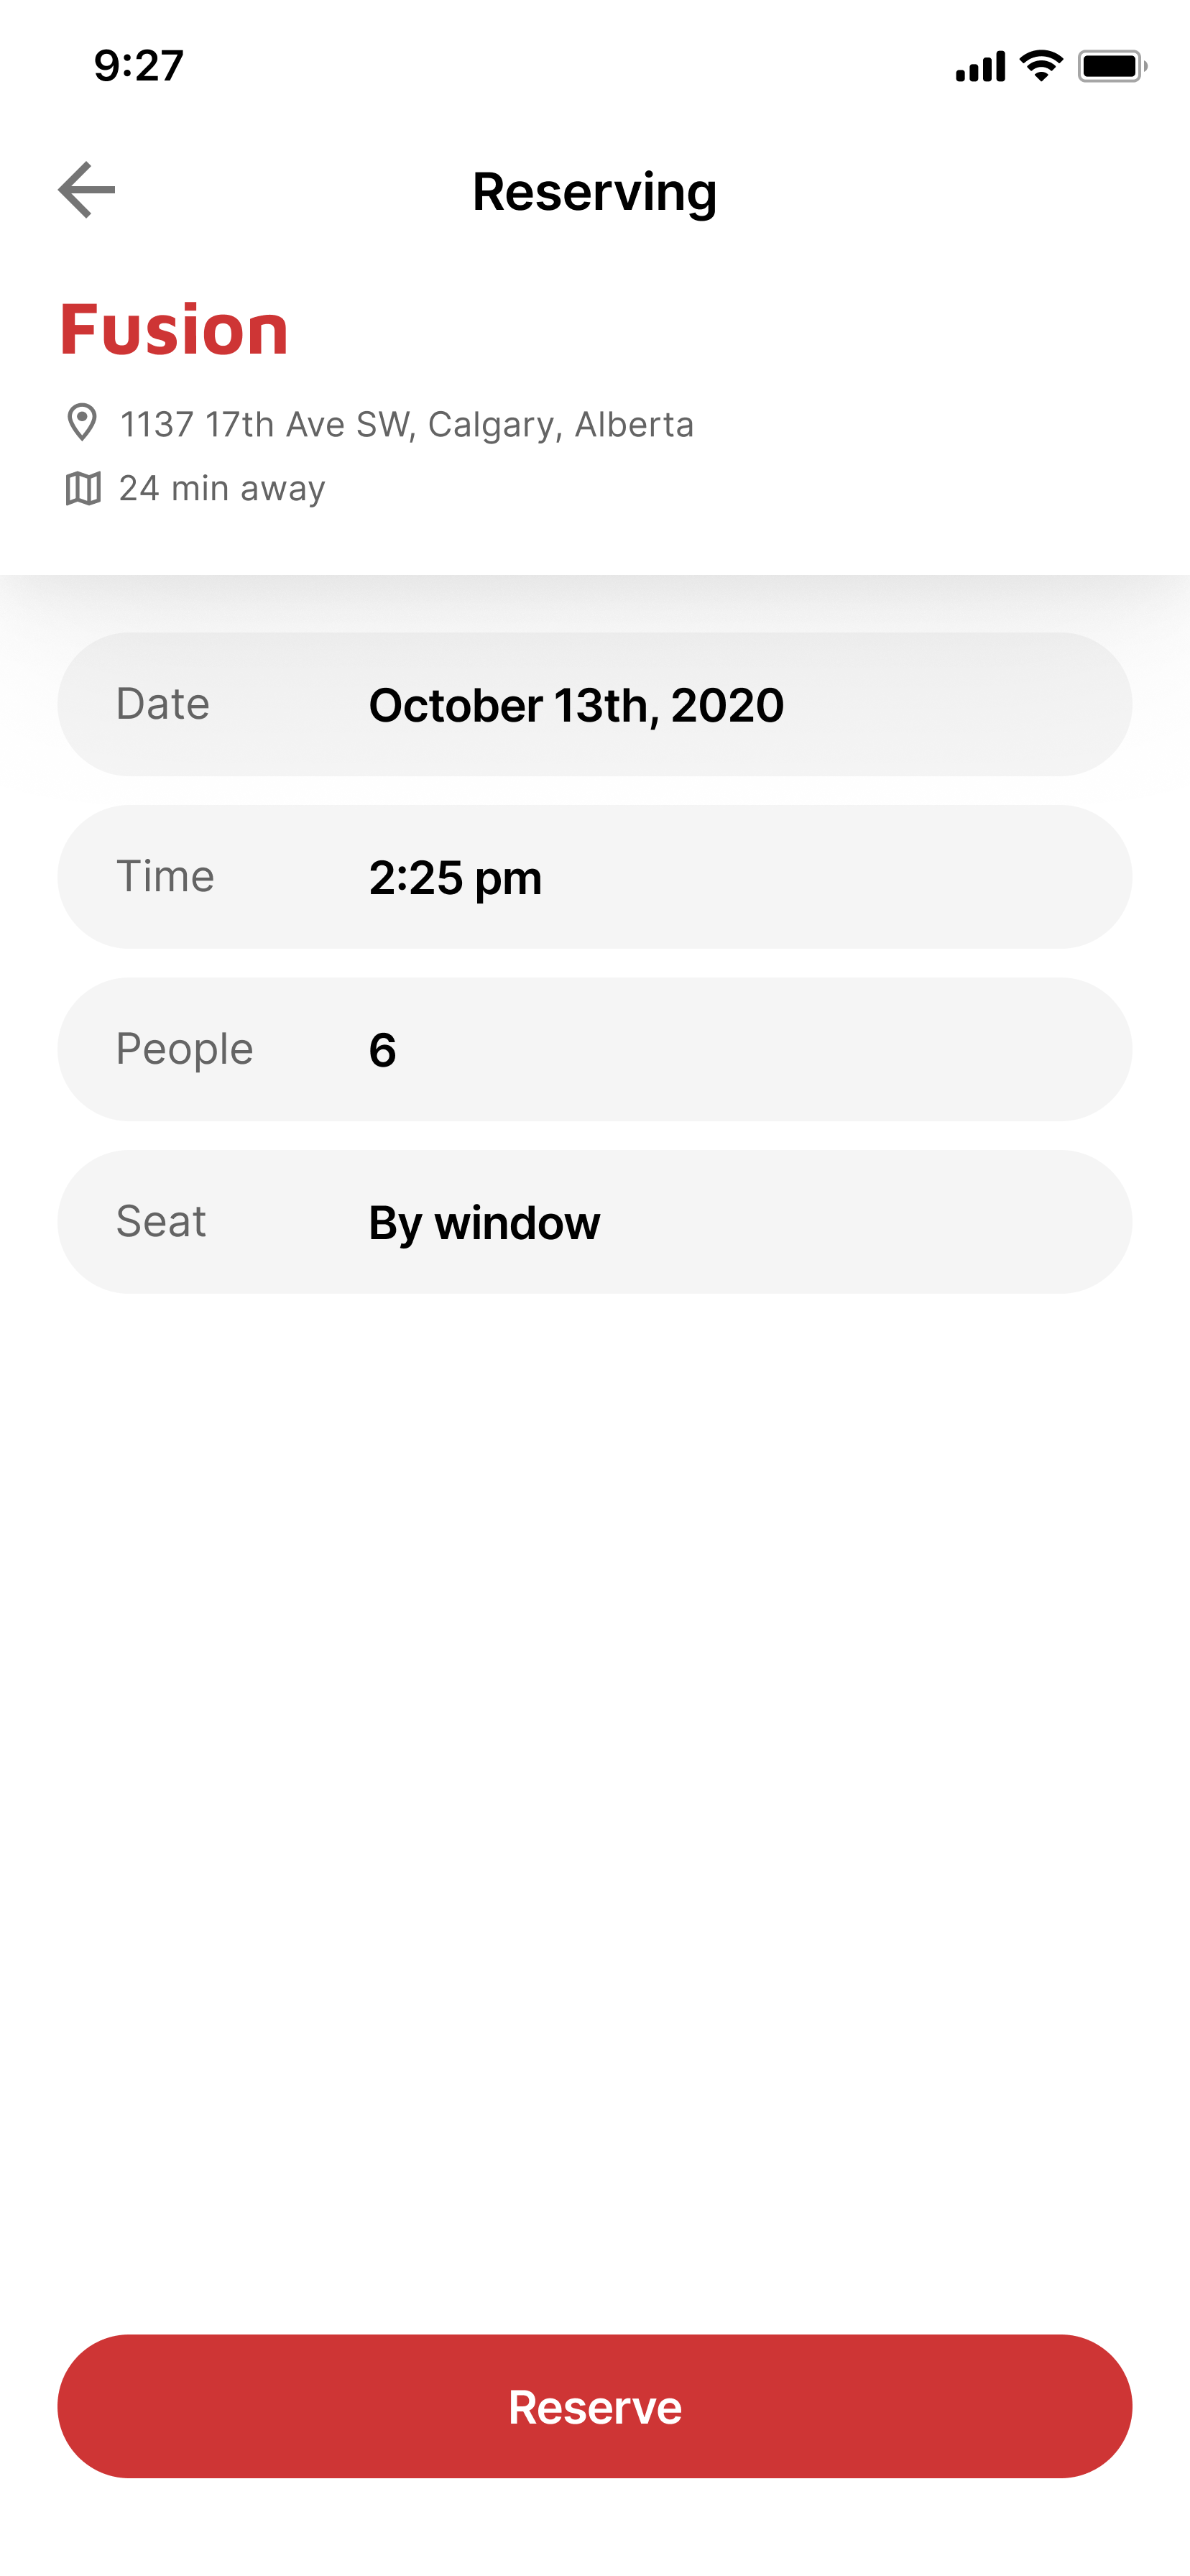 9:27
Reserving
Fusion
1137 17th Ave SW, Calgary, Alberta
24 min away
Date October 13th, 2020
Time 2:25 pm
People 6
Seat By window
Reserve